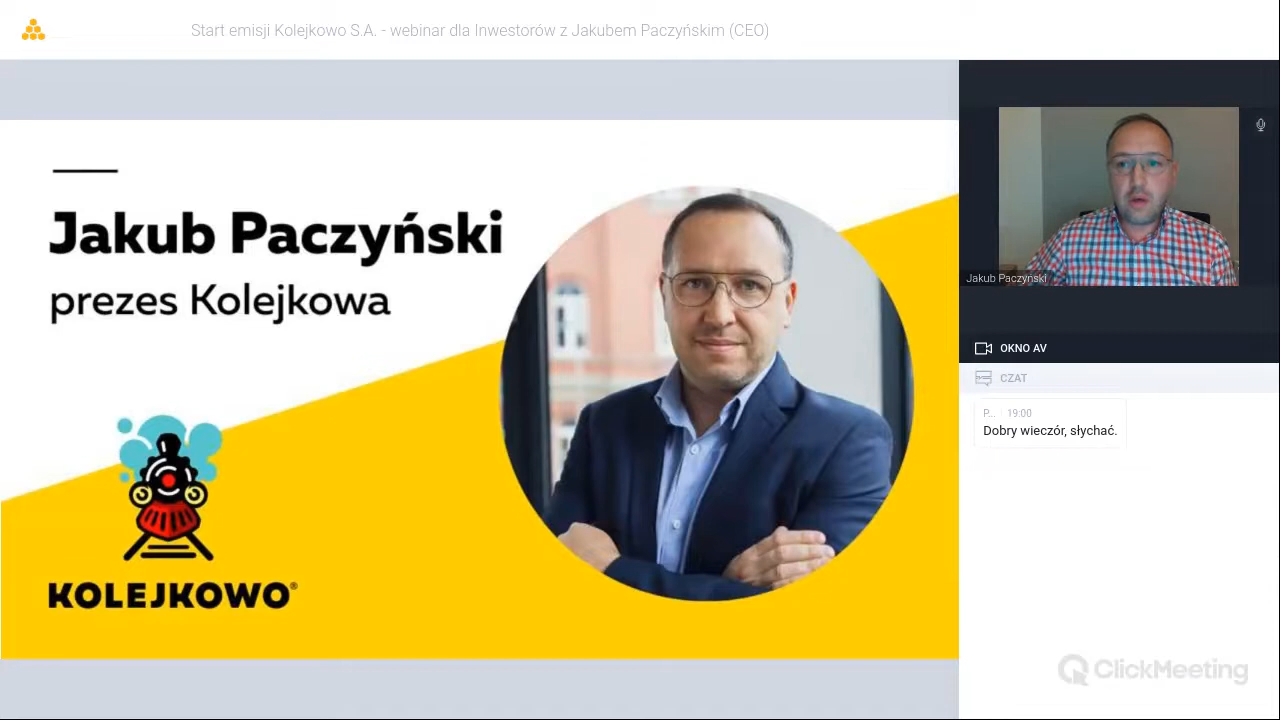 Start emisji Kolejkowo S.A. - webinar dla Inwestorów z Jakubem Paczyńskim (CEO)
Jakub Paczyński
prezes Kolejkowa
KOLEJKOWO®
Jakub Paczyński
OKNO AV
CZAT
P... 19:00
Dobry wieczór, słychać.
ClickMeeting